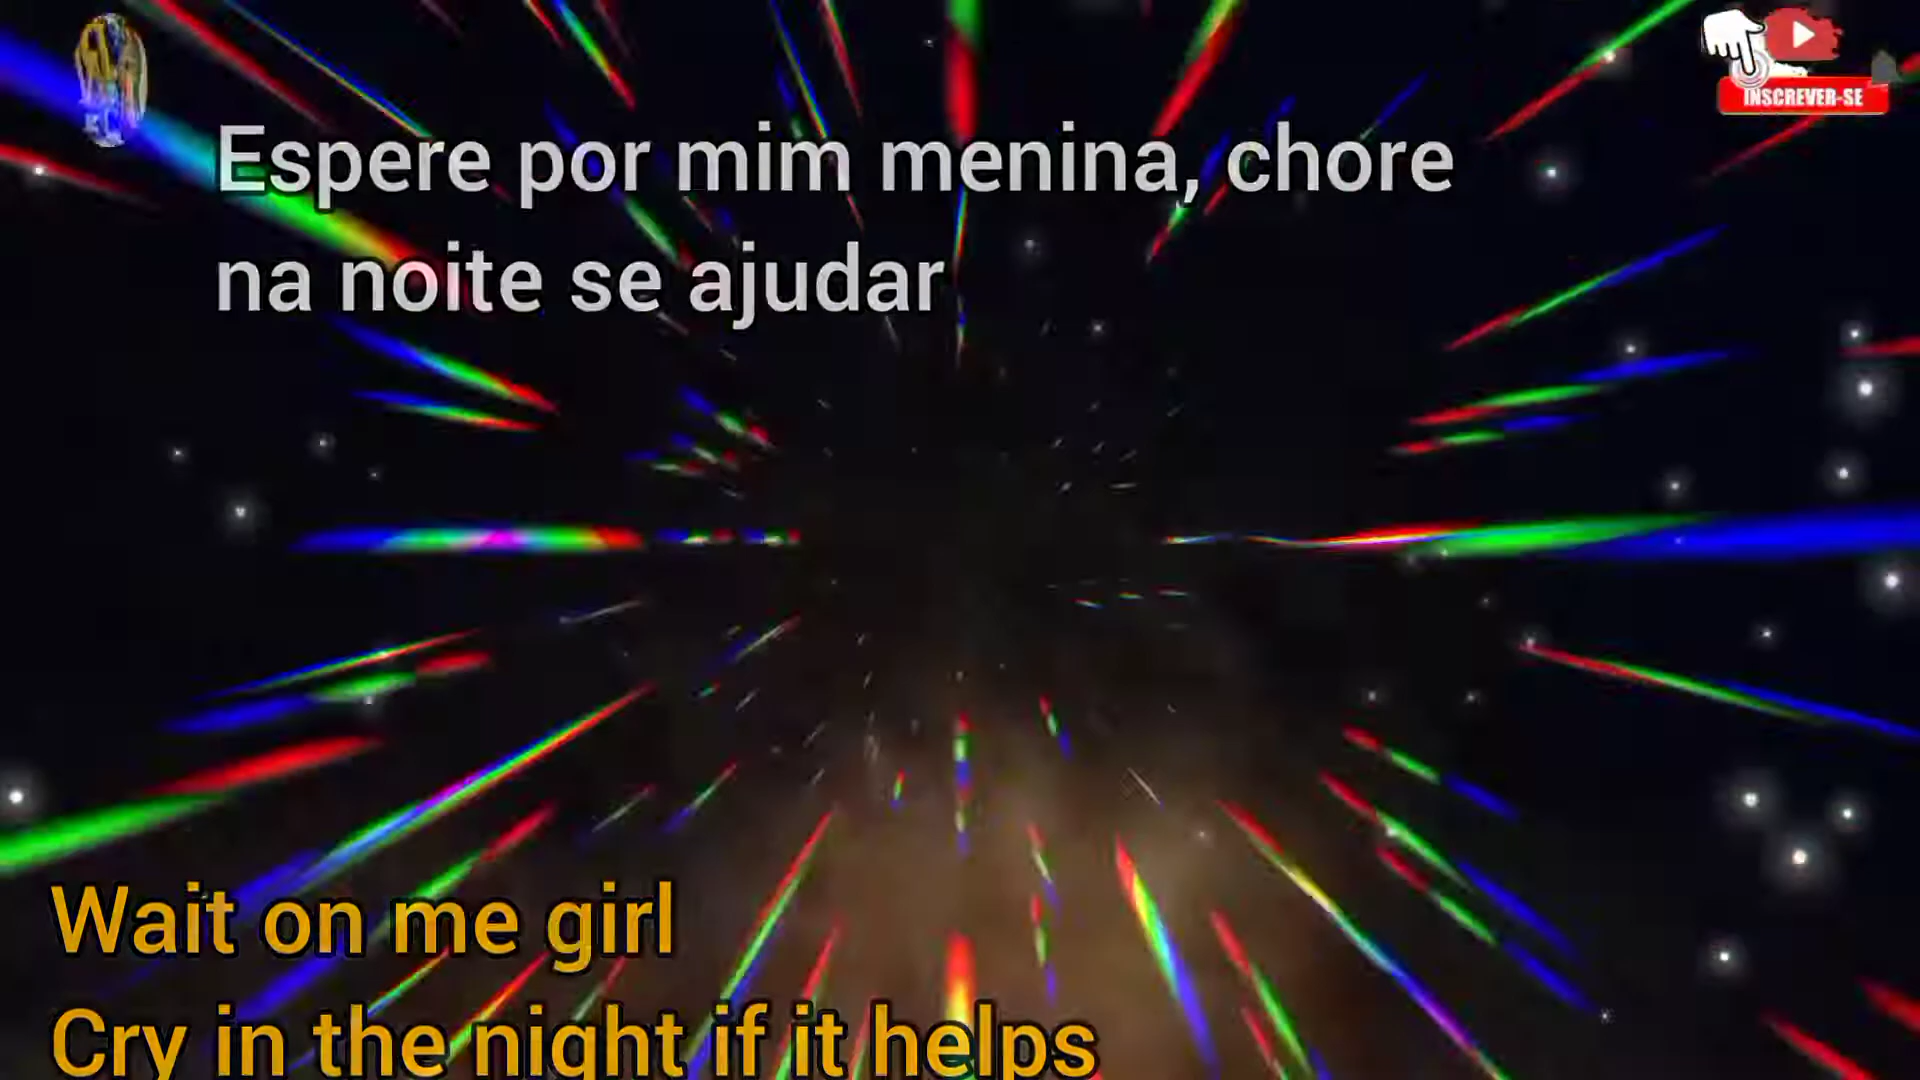 INSCREVER-SE
Espere por mim menina, chore
na noite se ajudar
Wait on me girl
Cry in the night if it helps